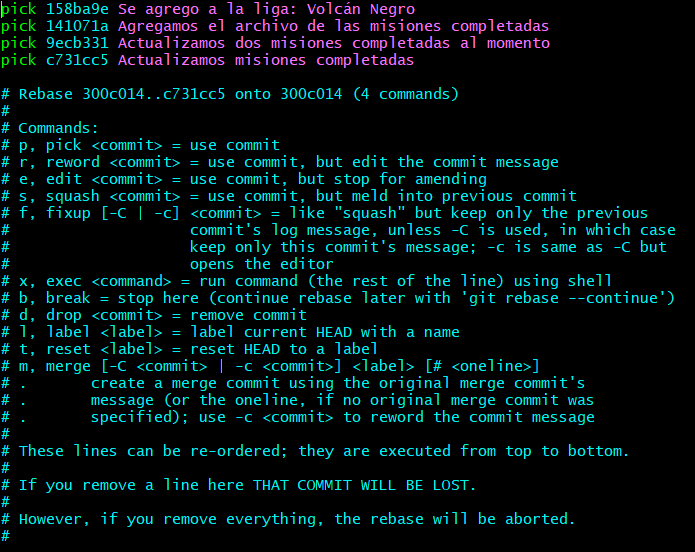 pick 158ba9e Se agrego a la liga: Volcán Negro
pick 141071a Agregamos el archivo de las misiones completadas
pick 9ecb331 Actualizamos dos misiones completadas al momento
pick c731cc5 Actualizamos misiones completadas

# Rebase 300c014..c731cc5 onto 300c014 (4 commands)
#
# Commands:
# p, pick <commit> = use commit
# r, reword <commit> = use commit, but edit the commit message
# e, edit <commit> = use commit, but stop for amending
# s, squash <commit> = use commit, but meld into previous commit
# f, fixup [-C | -c] <commit> = like "squash" but keep only the previous
#                    commit's log message, unless -C is used, in which case
#                    keep only this commit's message; -c is same as -C but
#                    opens the editor
# x, exec <command> = run command (the rest of the line) using shell
# b, break = stop here (continue rebase later with 'git rebase --continue')
# d, drop <commit> = remove commit
# l, label <label> = label current HEAD with a name
# t, reset <label> = reset HEAD to a label
# m, merge [-C <commit> | -c <commit>] <label> [# <oneline>]
# .       create a merge commit using the original merge commit's
# .       message (or the oneline, if no original merge commit was
# .       specified); use -c <commit> to reword the commit message
#
# These lines can be re-ordered; they are executed from top to bottom.
#
# If you remove a line here THAT COMMIT WILL BE LOST.
#
# However, if you remove everything, the rebase will be aborted.
#